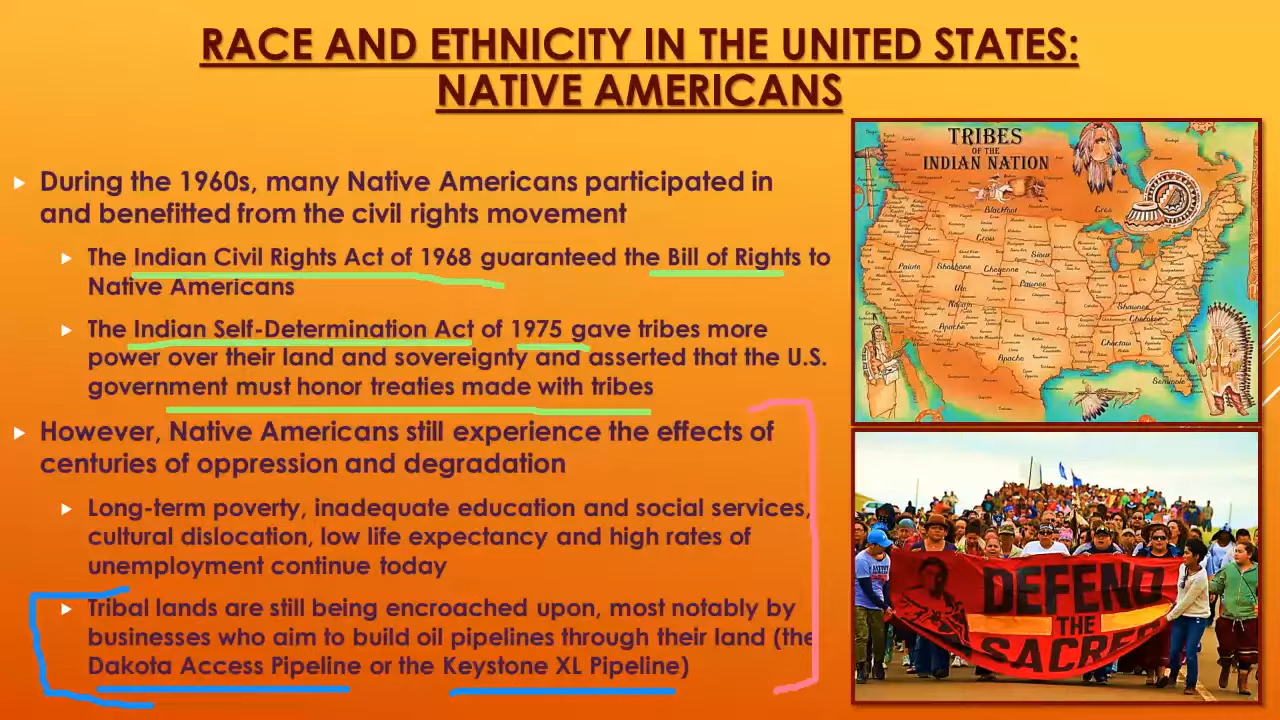 RACE AND ETHNICITY IN THE UNITED STATES:
NATIVE AMERICANS
During the 1960s, many Native Americans participated in
and benefitted from the civil rights movement
The Indian Civil Rights Act of 1968 guaranteed the Bill of Rights to
Native Americans
The Indian Self-Determination Act of 1975 gave tribes more
power over their land and sovereignty and asserted that the U.S.
government must honor treaties made with tribes
However, Native Americans still experience the effects of
centuries of oppression and degradation
Long-term poverty, inadequate education and social services,
cultural dislocation, low life expectancy and high rates of
unemployment continue today
Tribal lands are still being encroached upon, most notably by
businesses who aim to build oil pipelines through their land (the
Dakota Access Pipeline or the Keystone XL Pipeline)
TRIBES
OF THE
INDIAN NATION
Blackfoot
Cree
Crow
Sioux
Paiute
Shoshone
Cheyenne
Pawnee
Ute
Navajo
Shawnee
Cherokee
Apache
Choctaw
Apache
Seminole
DEFEND
THE
SACRED